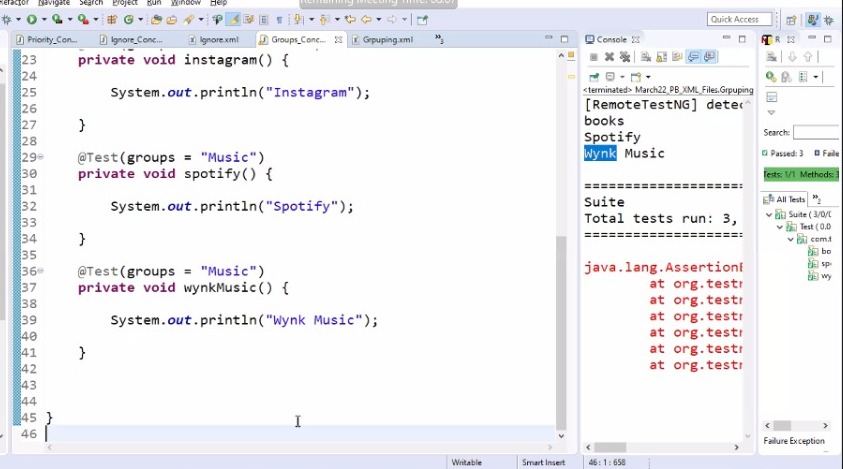 Refactor Navigate Search Project Run Window Help
Quick Access
Priority_Con... Ignore_Conc... Ignore.xml Groups_Conc... Grpuping.xml »3
23 private void instagram() {
24
25 System.out.println("Instagram");
26
27 }
28
29 @Test(groups = "Music")
30 private void spotify() {
31
32 System.out.println("Spotify");
33
34 }
35
36 @Test(groups = "Music")
37 private void wynkMusic() {
38
39 System.out.println("Wynk Music");
40
41 }
42
43
44
45 }
46
Console
<terminated> March22_PB_XML_Files.Grpuping
[RemoteTestNG] detec
books
Spotify
Wynk Music
Suite
Total tests run: 3,
java.lang.AssertionE
at org.testn
at org.testn
at org.testn
at org.testn
at org.testn
at org.testn
R
Search:
Passed: 3 Faile
Tests: 1/1 Methods: 3
All Tests »2
Suite ( 3/0/
Test ( 0.0
com.t
bo
sp
wy
Failure Exception
Writable Smart Insert 46 : 1 : 658